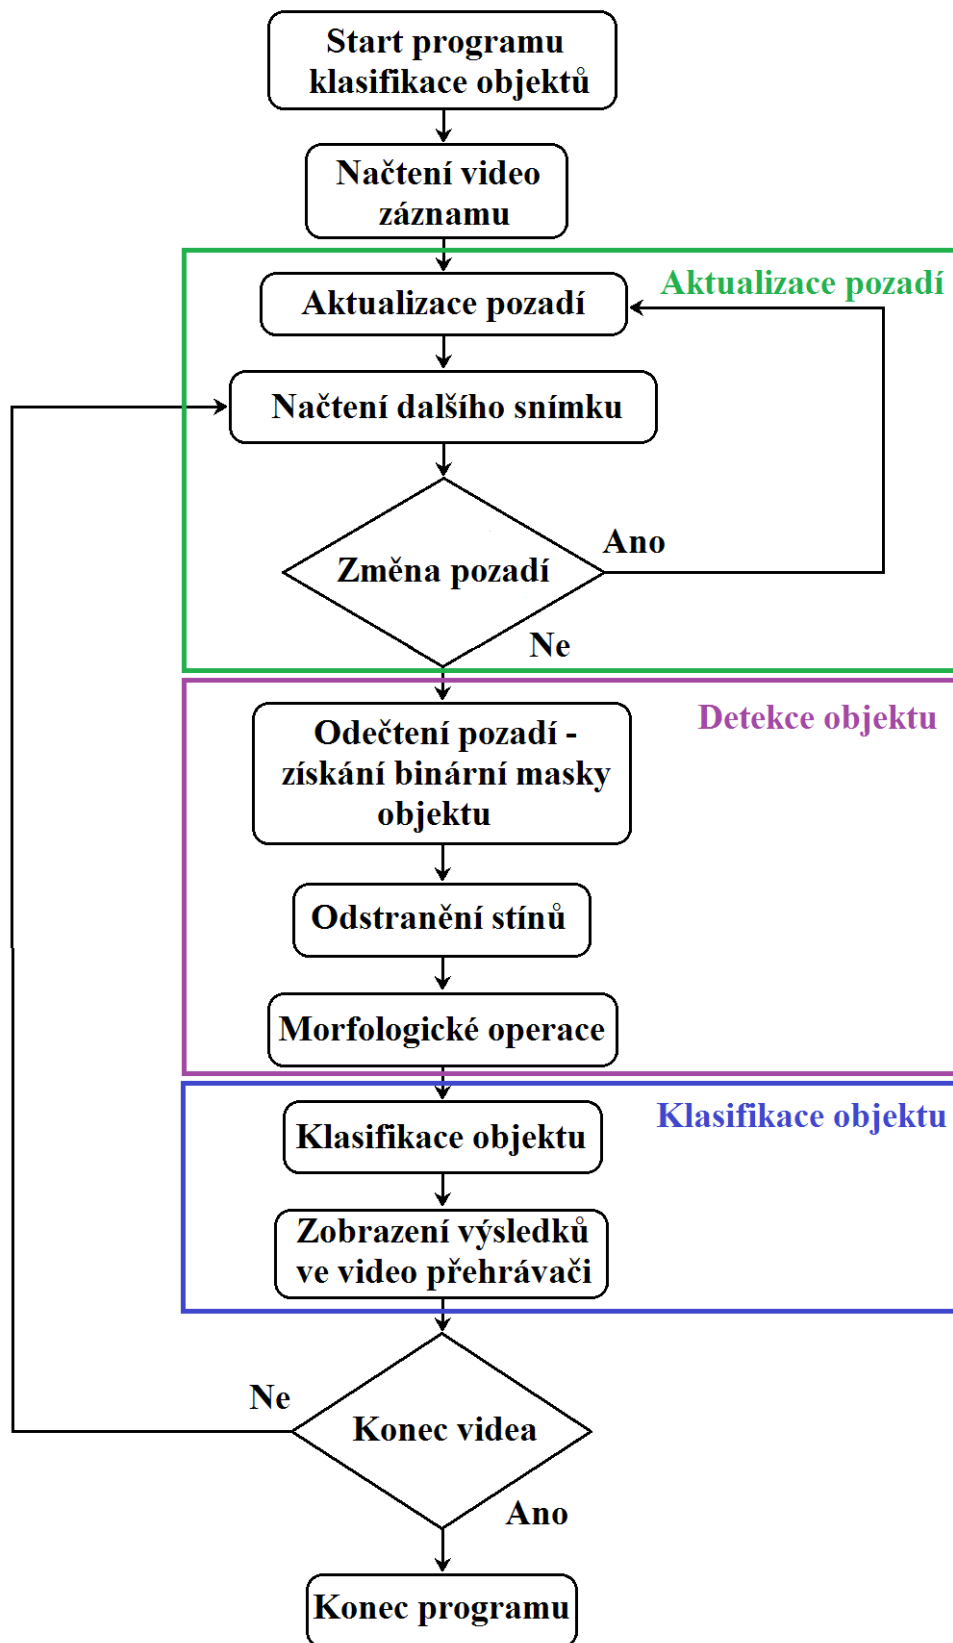 Start programu
klasifikace objektů
Načtení video
záznamu
Aktualizace pozadí
Aktualizace pozadí
Načtení dalšího snímku
Ano
Změna pozadí
Ne
Detekce objektu
Odečtení pozadí -
získání binární masky
objektu
Odstranění stínů
Morfologické operace
Klasifikace objektu
Klasifikace objektu
Zobrazení výsledků
ve video přehrávači
Ne
Konec videa
Ano
Konec programu